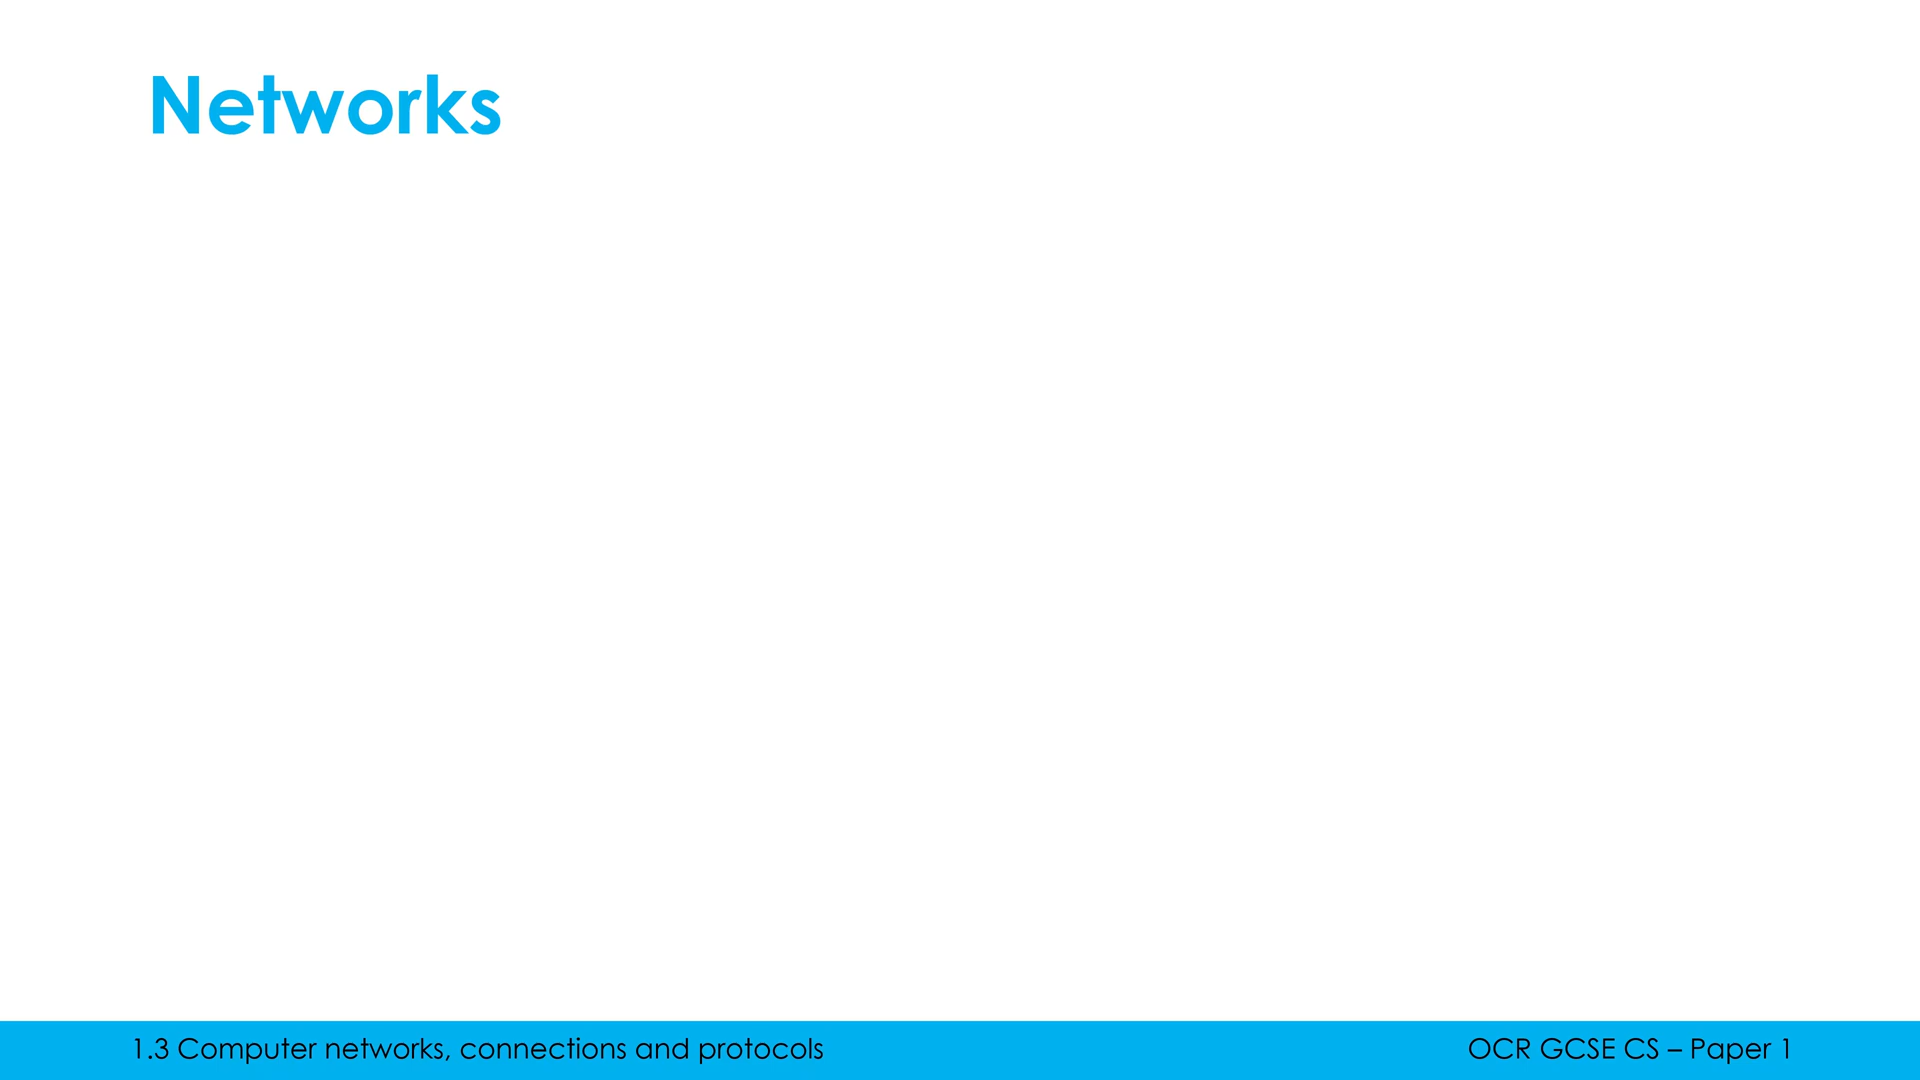 Networks
1.3 Computer networks, connections and protocols
OCR GCSE CS – Paper 1